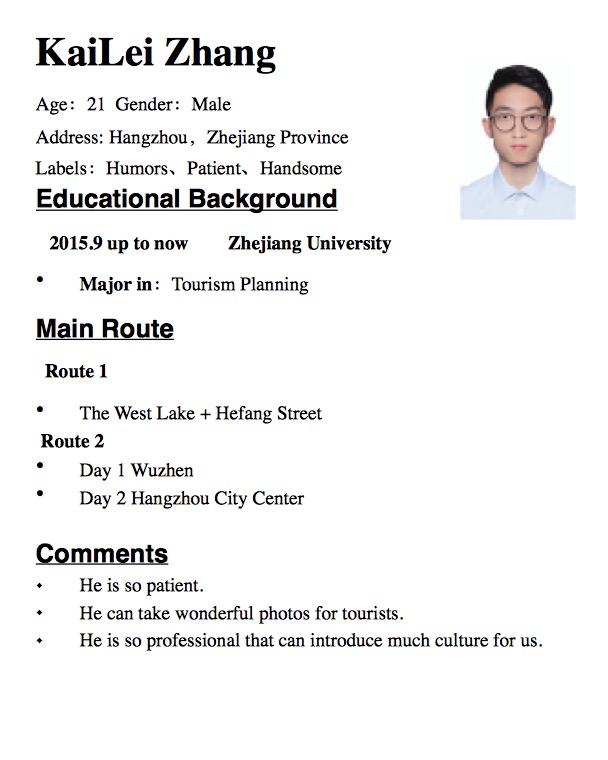 KaiLei Zhang
Age：21 Gender：Male
Address: Hangzhou，Zhejiang Province
Labels：Humors、Patient、Handsome
Educational Background
2015.9 up to now Zhejiang University
• Major in：Tourism Planning
Main Route
Route 1
• The West Lake + Hefang Street
Route 2
• Day 1 Wuzhen
• Day 2 Hangzhou City Center
Comments
• He is so patient.
• He can take wonderful photos for tourists.
• He is so professional that can introduce much culture for us.